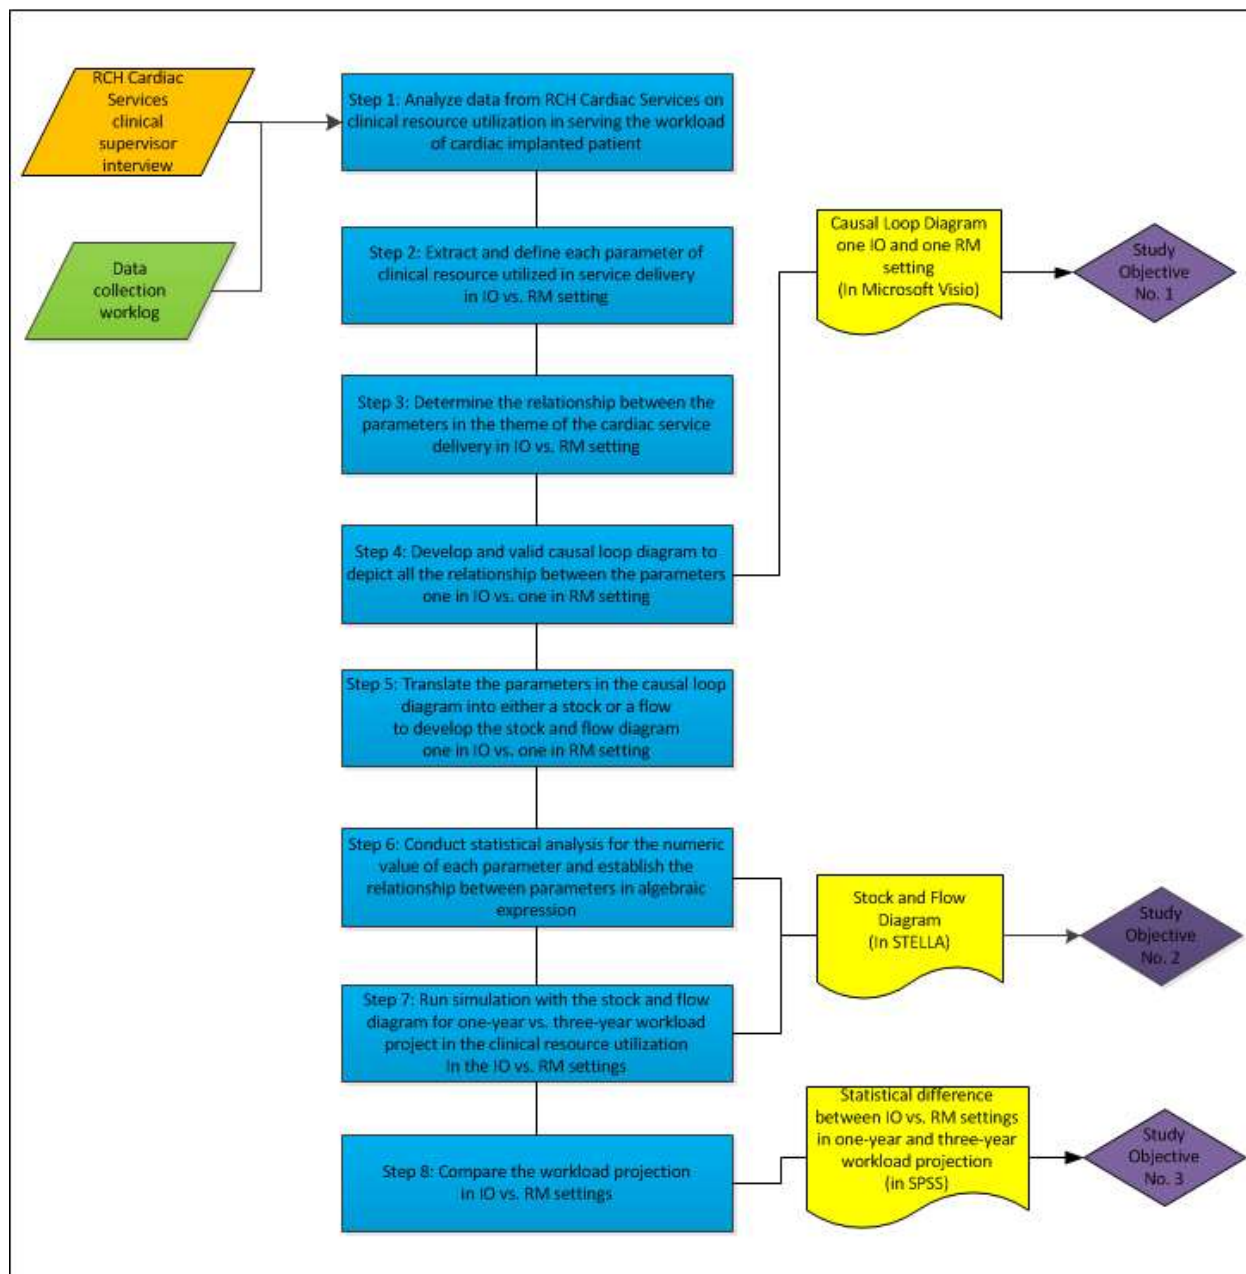 RCH Cardiac
Services
clinical
supervisor
interview
Data
collection
worklog
Step 1: Analyze data from RCH Cardiac Services on
clinical resource utilization in serving the workload
of cardiac implanted patient
Step 2: Extract and define each parameter of
clinical resource utilized in service delivery
in IO vs. RM setting
Step 3: Determine the relationship between the
parameters in the theme of the cardiac service
delivery in IO vs. RM setting
Step 4: Develop and valid causal loop diagram to
depict all the relationship between the parameters
one in IO vs. one in RM setting
Causal Loop Diagram
one IO and one RM
setting
(In Microsoft Visio)
Study
Objective
No. 1
Step 5: Translate the parameters in the causal loop
diagram into either a stock or a flow
to develop the stock and flow diagram
one in IO vs. one in RM setting
Step 6: Conduct statistical analysis for the numeric
value of each parameter and establish the
relationship between parameters in algebraic
expression
Step 7: Run simulation with the stock and flow
diagram for one-year vs. three-year workload
project in the clinical resource utilization
In the IO vs. RM settings
Stock and Flow
Diagram
(In STELLA)
Study
Objective
No. 2
Step 8: Compare the workload projection
in IO vs. RM settings
Statistical difference
between IO vs. RM settings
in one-year and three-year
workload projection
(in SPSS)
Study
Objective
No. 3